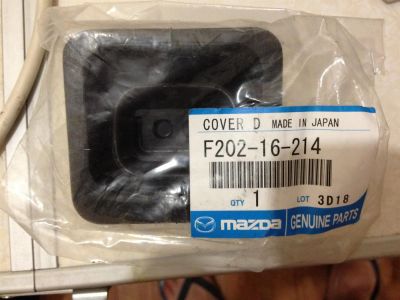 COVER D MADE IN JAPAN
F202-16-214
QTY 1 LOT 3D18
mazda GENUINE PARTS